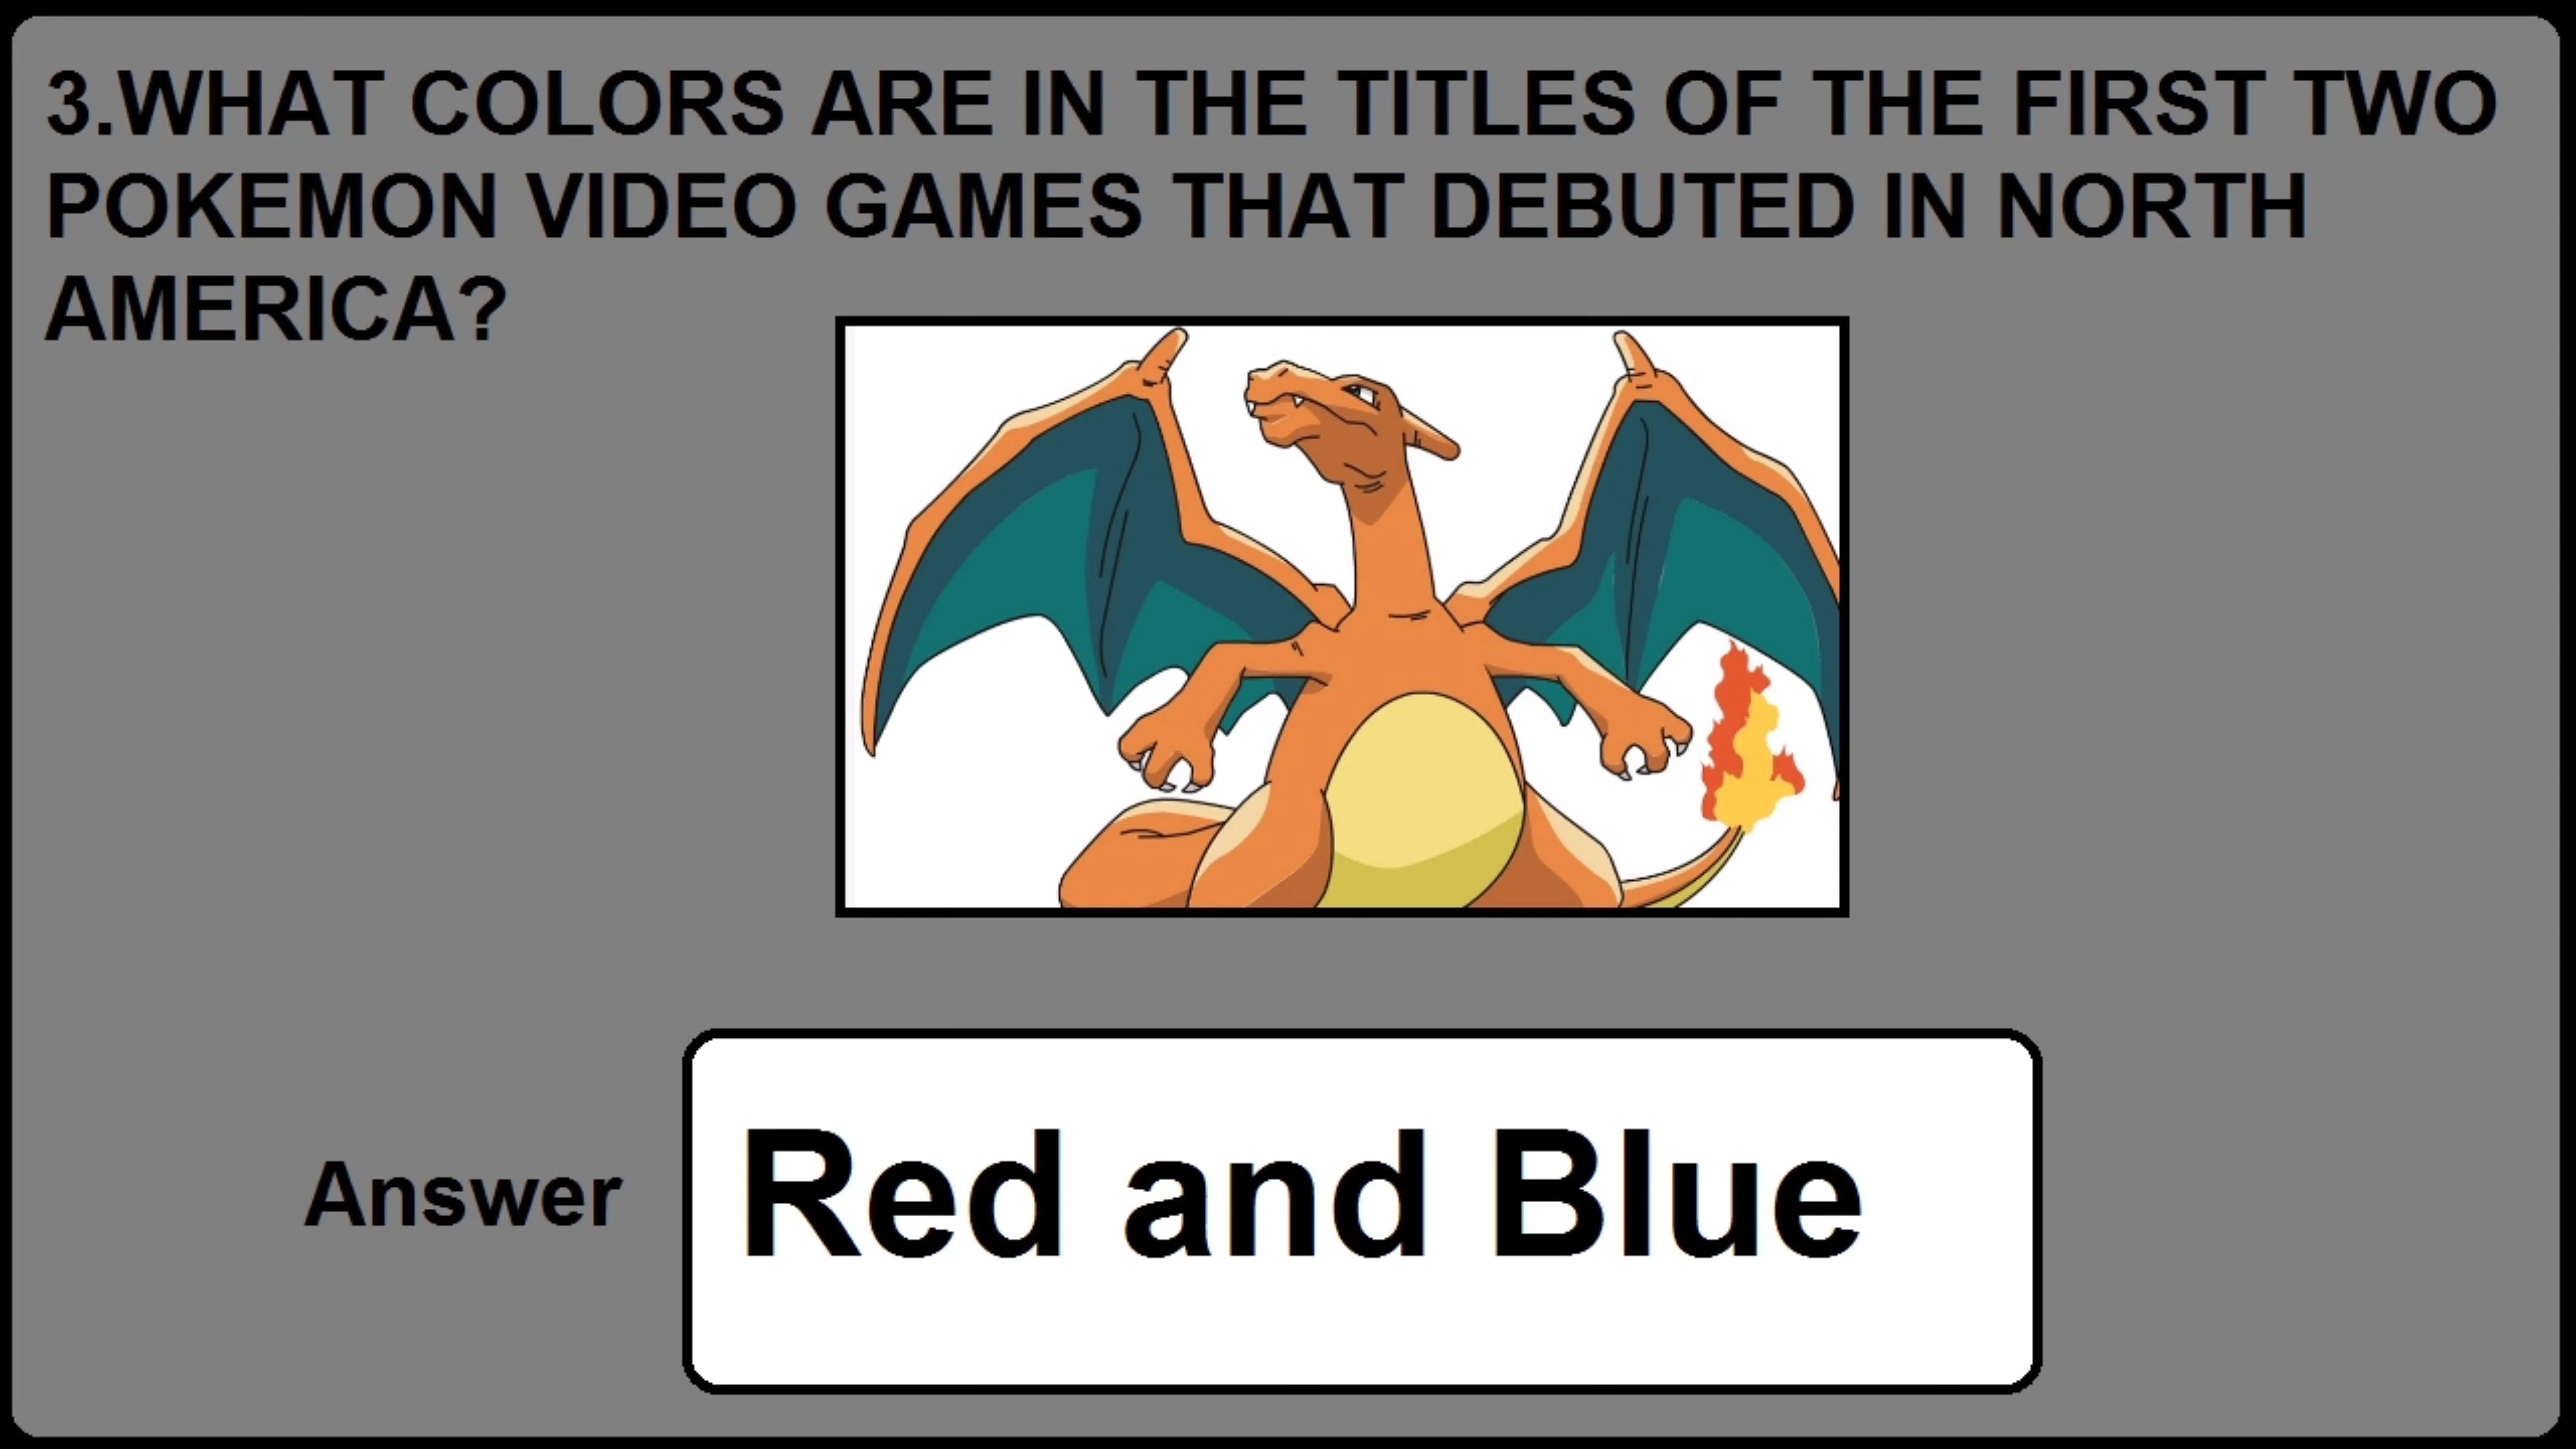 3.WHAT COLORS ARE IN THE TITLES OF THE FIRST TWO
POKEMON VIDEO GAMES THAT DEBUTED IN NORTH
AMERICA?
Answer
Red and Blue